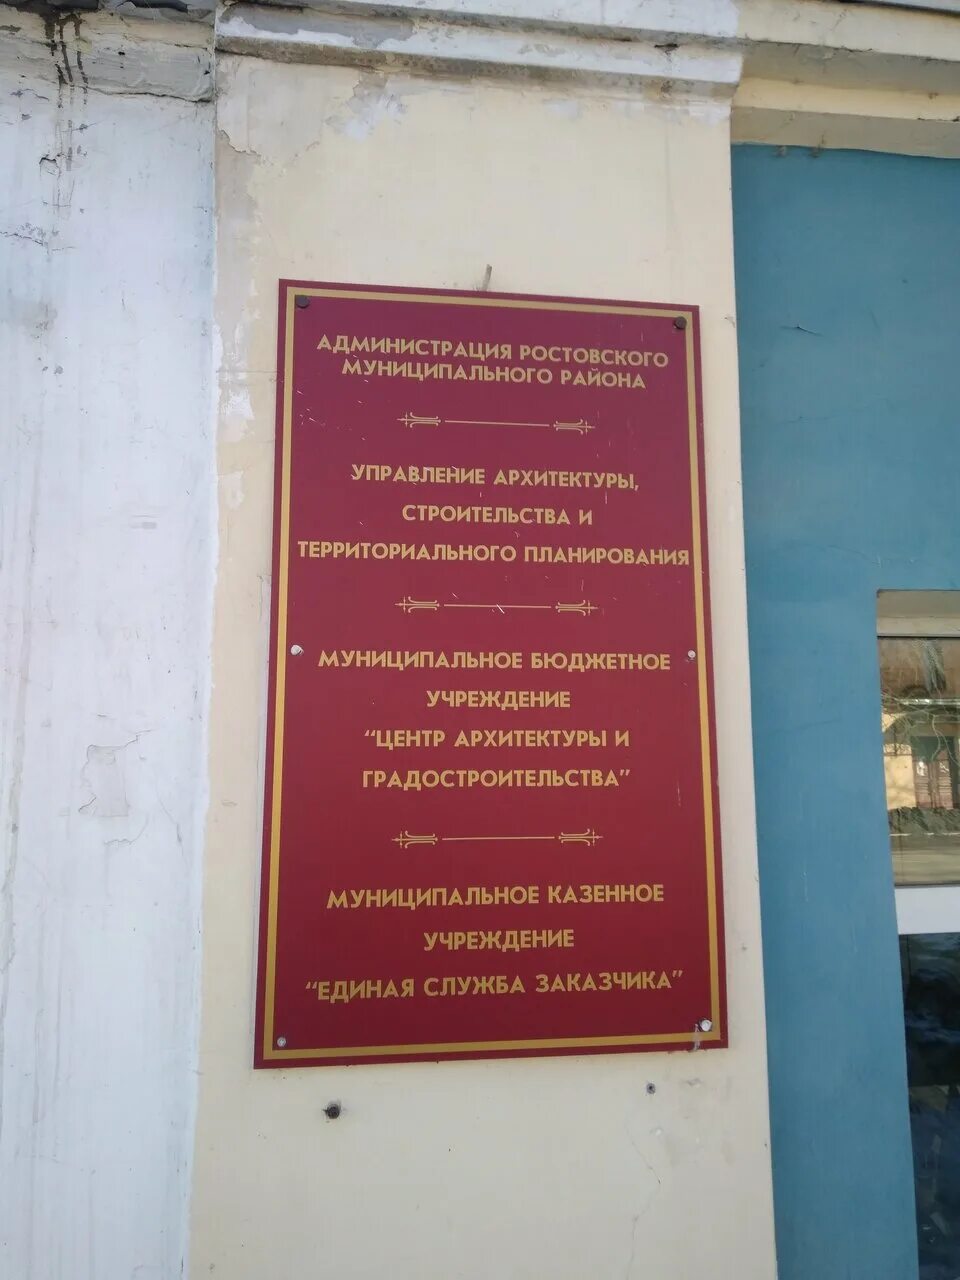 АДМИНИСТРАЦИЯ РОСТОВСКОГО
МУНИЦИПАЛЬНОГО РАЙОНА
УПРАВЛЕНИЕ АРХИТЕКТУРЫ,
СТРОИТЕЛЬСТВА И
ТЕРРИТОРИАЛЬНОГО ПЛАНИРОВАНИЯ
МУНИЦИПАЛЬНОЕ БЮДЖЕТНОЕ
УЧРЕЖДЕНИЕ
“ЦЕНТР АРХИТЕКТУРЫ И
ГРАДОСТРОИТЕЛЬСТВА”
МУНИЦИПАЛЬНОЕ КАЗЕННОЕ
УЧРЕЖДЕНИЕ
“ЕДИНАЯ СЛУЖБА ЗАКАЗЧИКА”